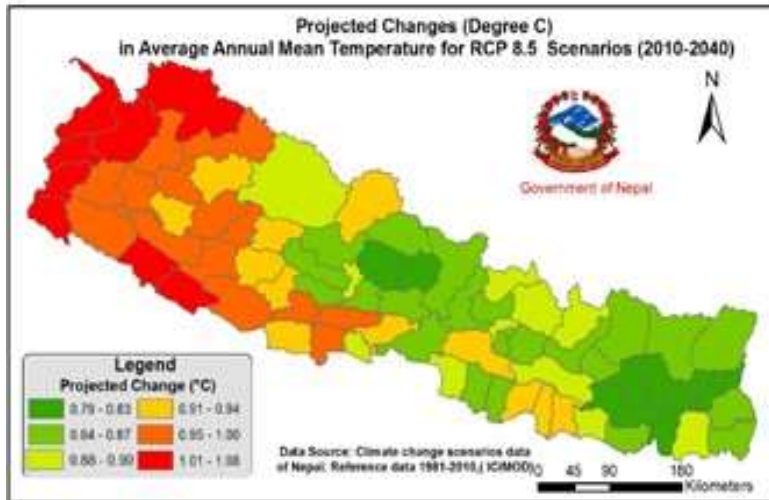 Projected Changes (Degree C)
in Average Annual Mean Temperature for RCP 8.5 Scenarios (2010-2040)
N
Government of Nepal
Legend
Projected Change (°C)
0.79 - 0.83
0.84 - 0.87
0.88 - 0.90
0.91 - 0.94
0.95 - 1.00
1.01 - 1.08
Data Source: Climate change scenarios data
of Nepal: Reference data 1981-2010,( ICIMOD)
0 45 90 180
Kilometers